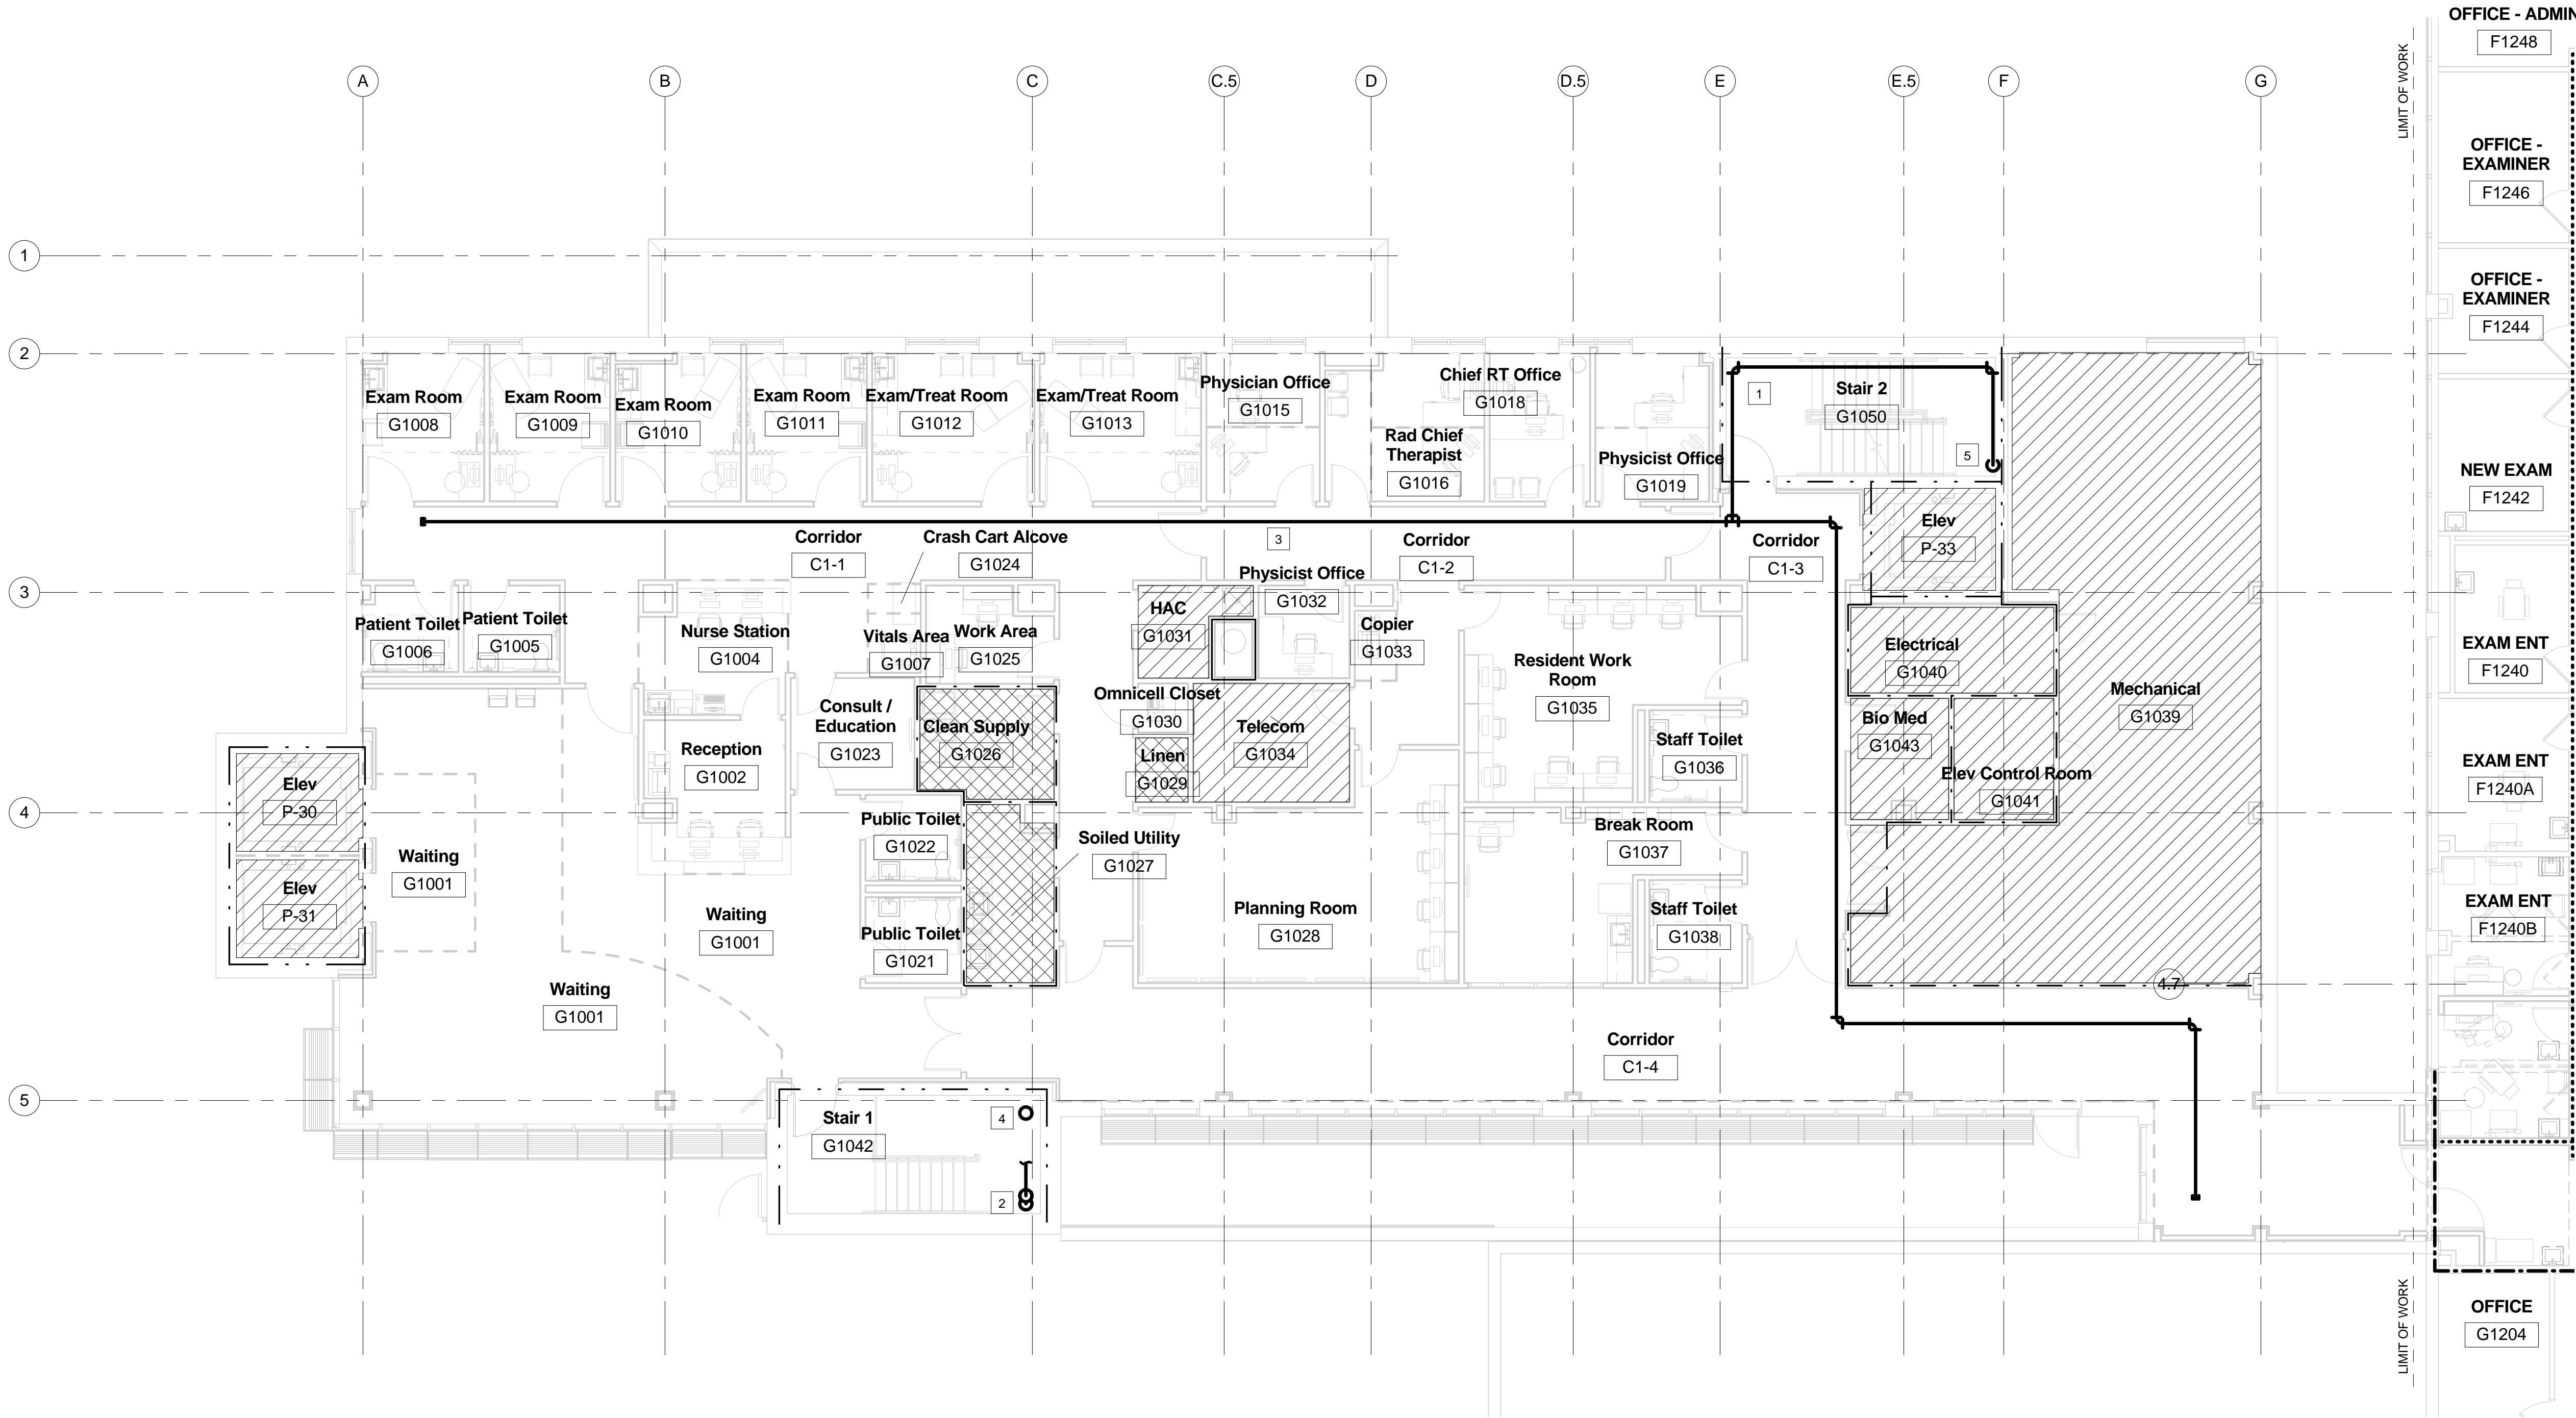 OFFICE - ADMIN
F1248
LIMIT OF WORK
A
B
C
C.5
D
D.5
E
E.5
F
G
OFFICE -
EXAMINER
F1246
1
OFFICE -
EXAMINER
F1244
2
Exam Room
G1008
Exam Room
G1009
Exam Room
G1010
Exam Room
G1011
Exam/Treat Room
G1012
Exam/Treat Room
G1013
Physician Office
G1015
Rad Chief
Therapist
G1016
Chief RT Office
G1018
Physicist Office
G1019
1
Stair 2
G1050
5
NEW EXAM
F1242
Corridor
C1-1
Crash Cart Alcove
G1024
3
Corridor
C1-2
Corridor
C1-3
Elev
P-33
3
Patient Toilet
G1006
Patient Toilet
G1005
Nurse Station
G1004
Vitals Area
G1007
Work Area
G1025
HAC
G1031
Physicist Office
G1032
Copier
G1033
Resident Work
Room
G1035
Electrical
G1040
Mechanical
G1039
EXAM ENT
F1240
Reception
G1002
Consult /
Education
G1023
Clean Supply
G1026
Omnicell Closet
G1030
Linen
G1029
Telecom
G1034
Staff Toilet
G1036
Bio Med
G1043
Elev Control Room
G1041
EXAM ENT
F1240A
4
Elev
P-30
Elev
P-31
Waiting
G1001
Waiting
G1001
Waiting
G1001
Public Toilet
G1022
Public Toilet
G1021
Soiled Utility
G1027
Planning Room
G1028
Break Room
G1037
Staff Toilet
G1038
EXAM ENT
F1240B
4.7
Corridor
C1-4
5
Stair 1
G1042
4
2
LIMIT OF WORK
OFFICE
G1204